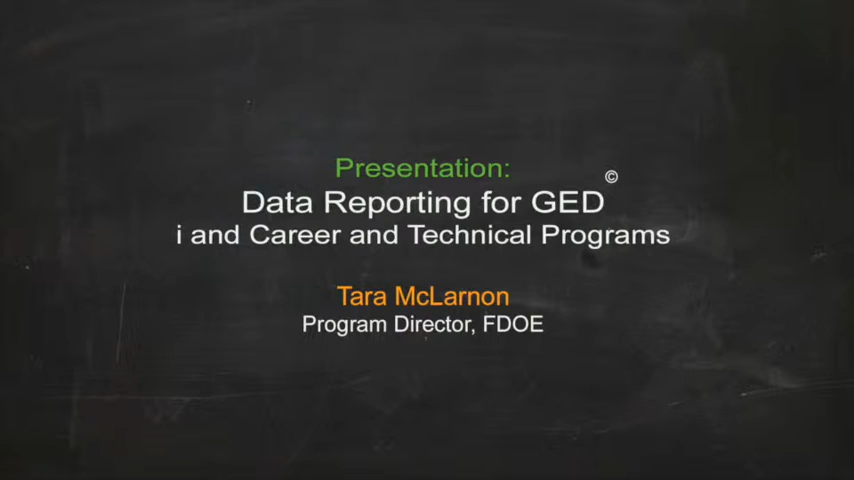 Presentation:
Data Reporting for GED©
i and Career and Technical Programs
Tara McLarnon
Program Director, FDOE